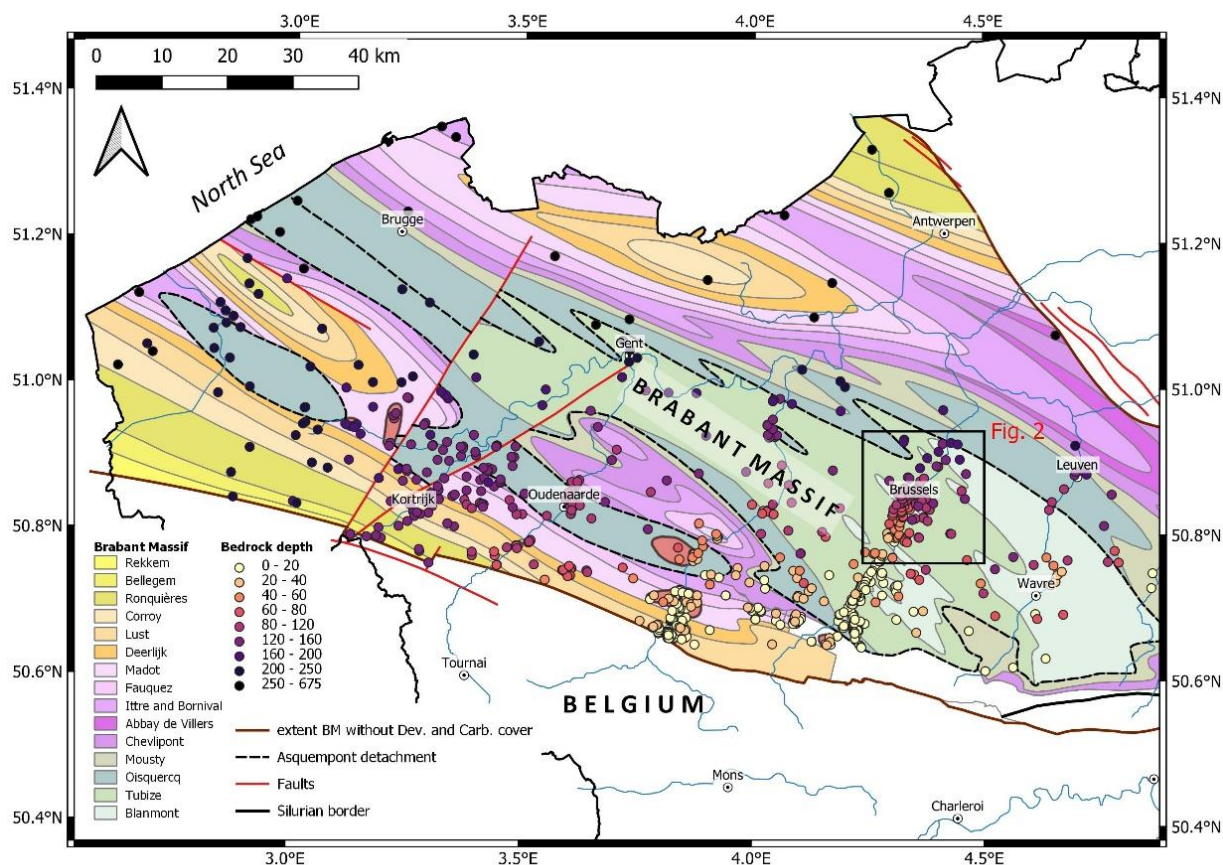 3.0°E 3.5°E 4.0°E 4.5°E
0 10 20 30 40 km
51.4°N 51.4°N
North Sea
Brugge
Antwerpen
51.2°N 51.2°N
Gent
51.0°N 51.0°N
BRABANT MASSIF
Fig. 2
Leuven
Kortrijk
Oudenaarde
Brussels
50.8°N 50.8°N
Wavre
Brabant Massif
Rekkem
Bellegem
Ronquières
Corroy
Lust
Deerlijk
Madot
Fauquez
Ittre and Bornival
Abbay de Villers
Chevlipont
Mousty
Oisquercq
Tubize
Blanmont
Bedrock depth
0 - 20
20 - 40
40 - 60
60 - 80
80 - 120
120 - 160
160 - 200
200 - 250
250 - 675
extent BM without Dev. and Carb. cover
Asquempont detachment
Faults
Silurian border
Tournai
50.6°N 50.6°N
BELGIUM
Mons
Charleroi
50.4°N 50.4°N
3.0°E 3.5°E 4.0°E 4.5°E